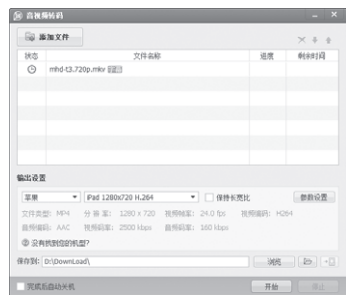 音视频转码
添加文件
状态 文件名称 进度 剩余时间
mhd-t3.720p.mkv
输出设置
苹果 iPad 1280x720 H.264 保持长宽比 参数设置
文件类型: MP4 分辨率: 1280 x 720 视频帧率: 24.0 fps 视频编码: H264
音频编码: AAC 视频码率: 2500 kbps 音频码率: 160 kbps
没有找到您的机型?
保存到: D:\DownLoad\ 浏览
完成后自动关机 开始 停止